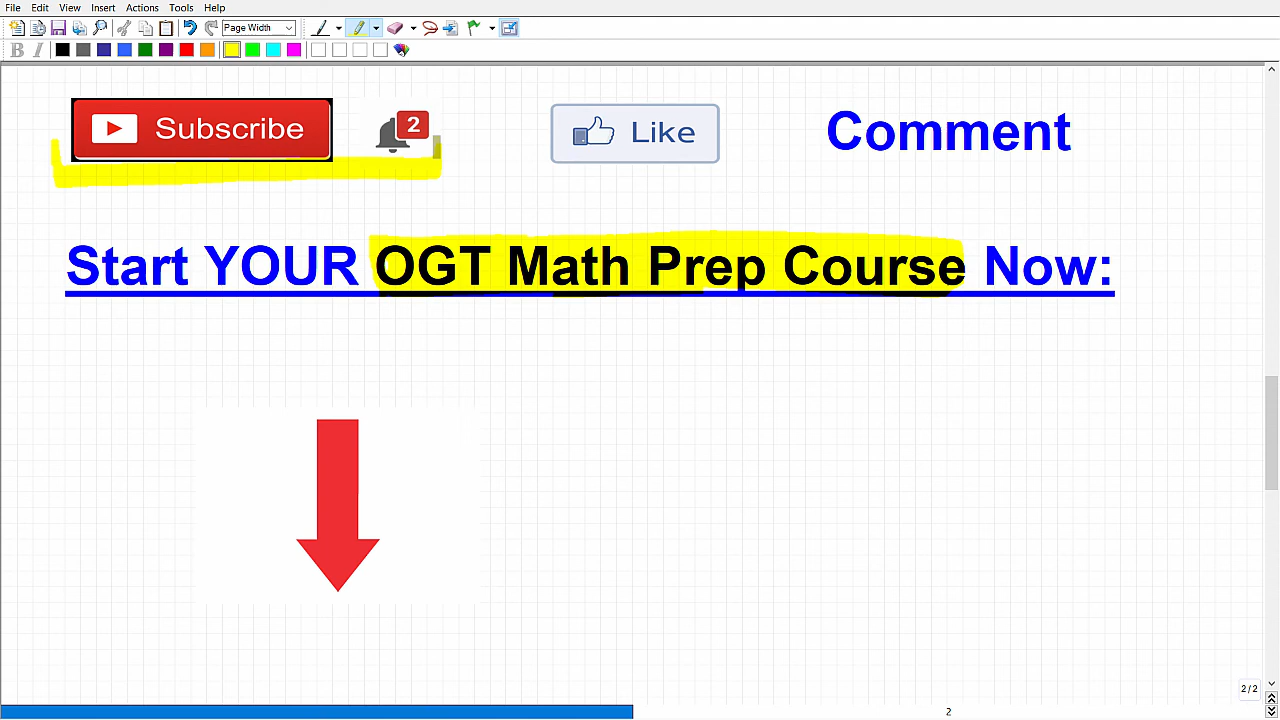 File Edit View Insert Actions Tools Help
Page Width
B I
Subscribe 2 Like Comment
Start YOUR OGT Math Prep Course Now:
2/2
2